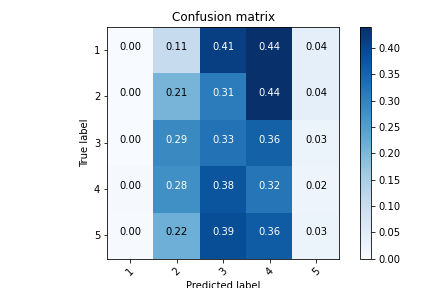 Confusion matrix
1 0.00 0.11 0.41 0.44 0.04
2 0.00 0.21 0.31 0.44 0.04
3 0.00 0.29 0.33 0.36 0.03
4 0.00 0.28 0.38 0.32 0.02
5 0.00 0.22 0.39 0.36 0.03
1 2 3 4 5
True label
Predicted label
0.40
0.35
0.30
0.25
0.20
0.15
0.10
0.05
0.00